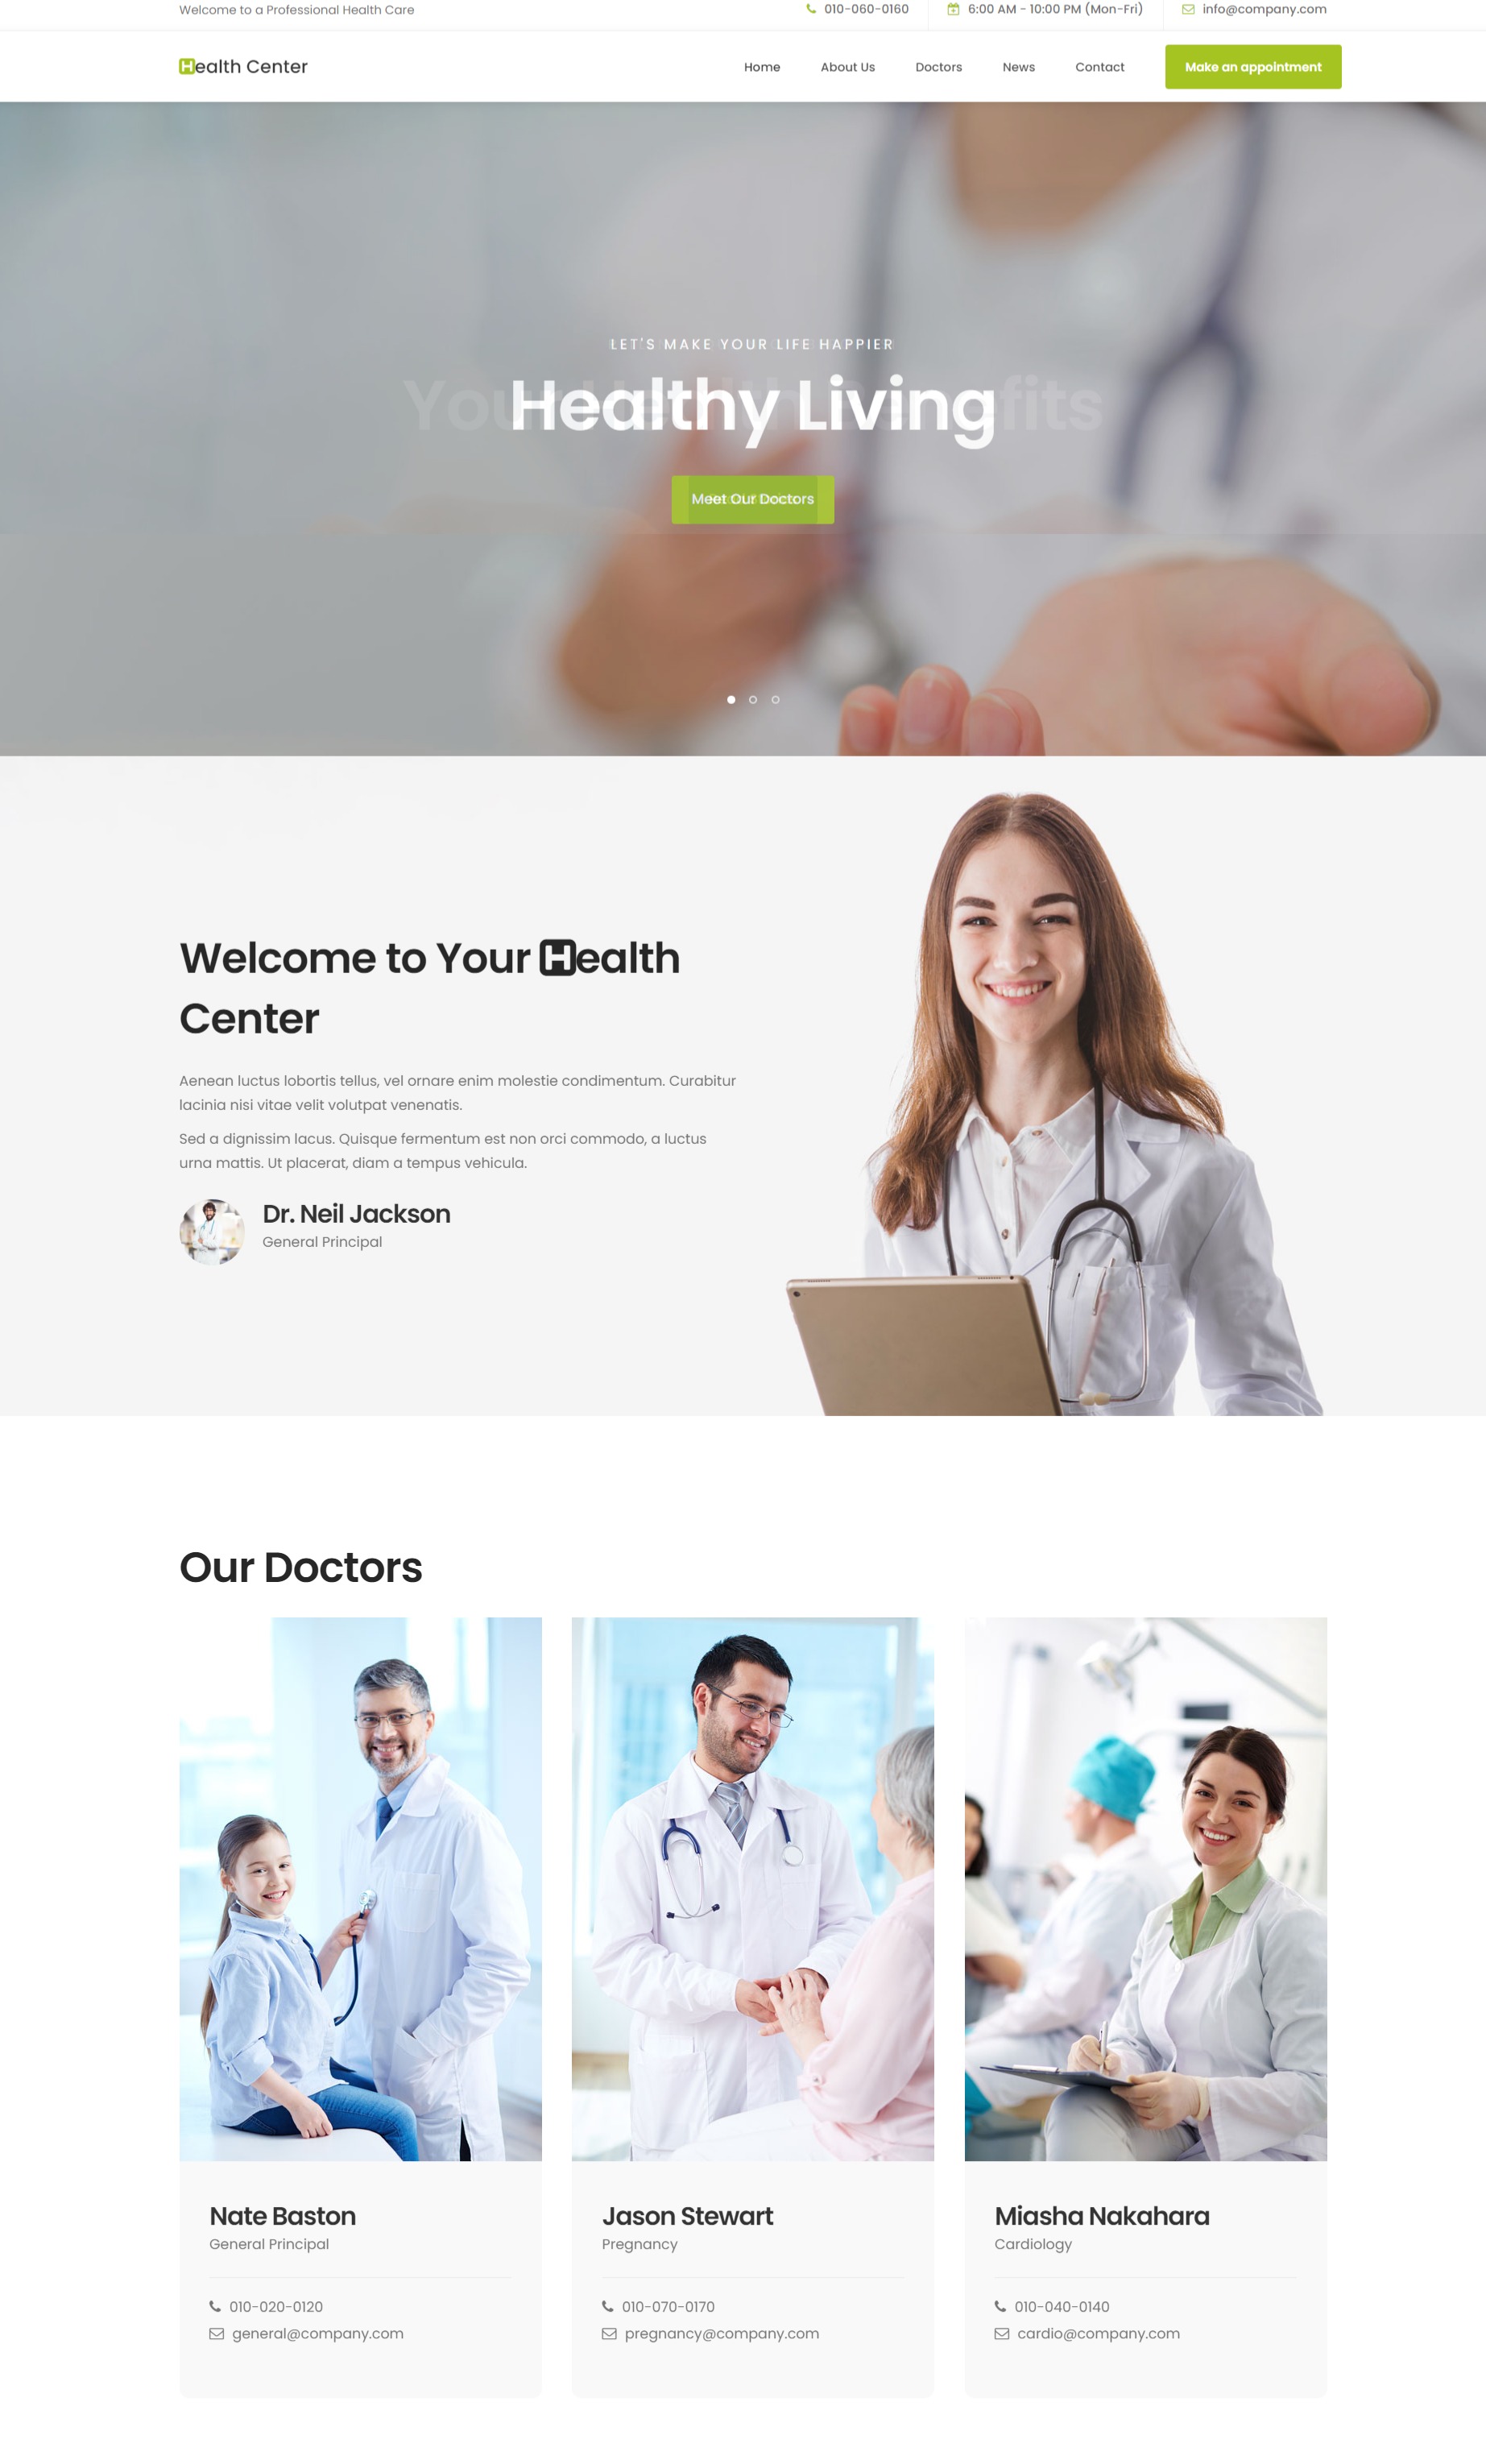 Welcome to a Professional Health Care
010-060-0160
6:00 AM - 10:00 PM (Mon-Fri)
info@company.com
Health Center
Home
About Us
Doctors
News
Contact
Make an appointment
LET'S MAKE YOUR LIFE HAPPIER
Healthy Living
Meet Our Doctors
Welcome to Your Health
Center
Aenean luctus lobortis tellus, vel ornare enim molestie condimentum. Curabitur
lacinia nisi vitae velit volutpat venenatis.
Sed a dignissim lacus. Quisque fermentum est non orci commodo, a luctus
urna mattis. Ut placerat, diam a tempus vehicula.
Dr. Neil Jackson
General Principal
Our Doctors
Nate Baston
General Principal
010-020-0120
general@company.com
Jason Stewart
Pregnancy
010-070-0170
pregnancy@company.com
Miasha Nakahara
Cardiology
010-040-0140
cardio@company.com